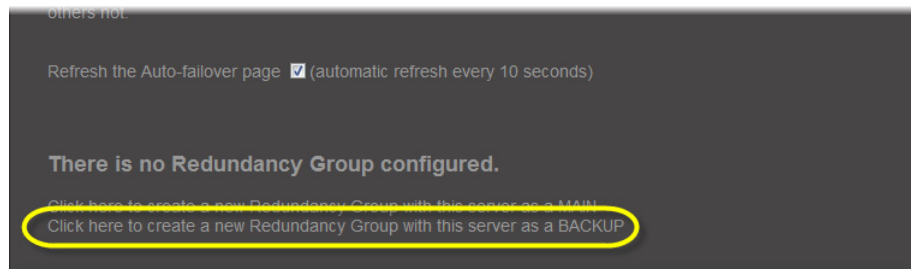 others not.
Refresh the Auto-failover page (automatic refresh every 10 seconds)
There is no Redundancy Group configured.
Click here to create a new Redundancy Group with this server as a MAIN
Click here to create a new Redundancy Group with this server as a BACKUP